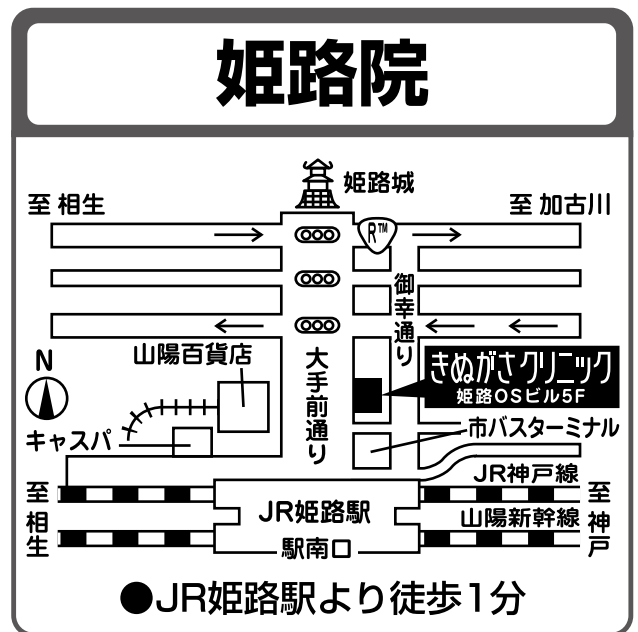 姫路院
姫路城
至 相生
至 加古川
R™
御幸通り
山陽百貨店
大手前通り
きぬがさクリニック
姫路OSビル5F
N
キャスパ
市バスターミナル
JR神戸線
至 相生
JR姫路駅
山陽新幹線
至 神戸
駅南口
●JR姫路駅より徒歩1分